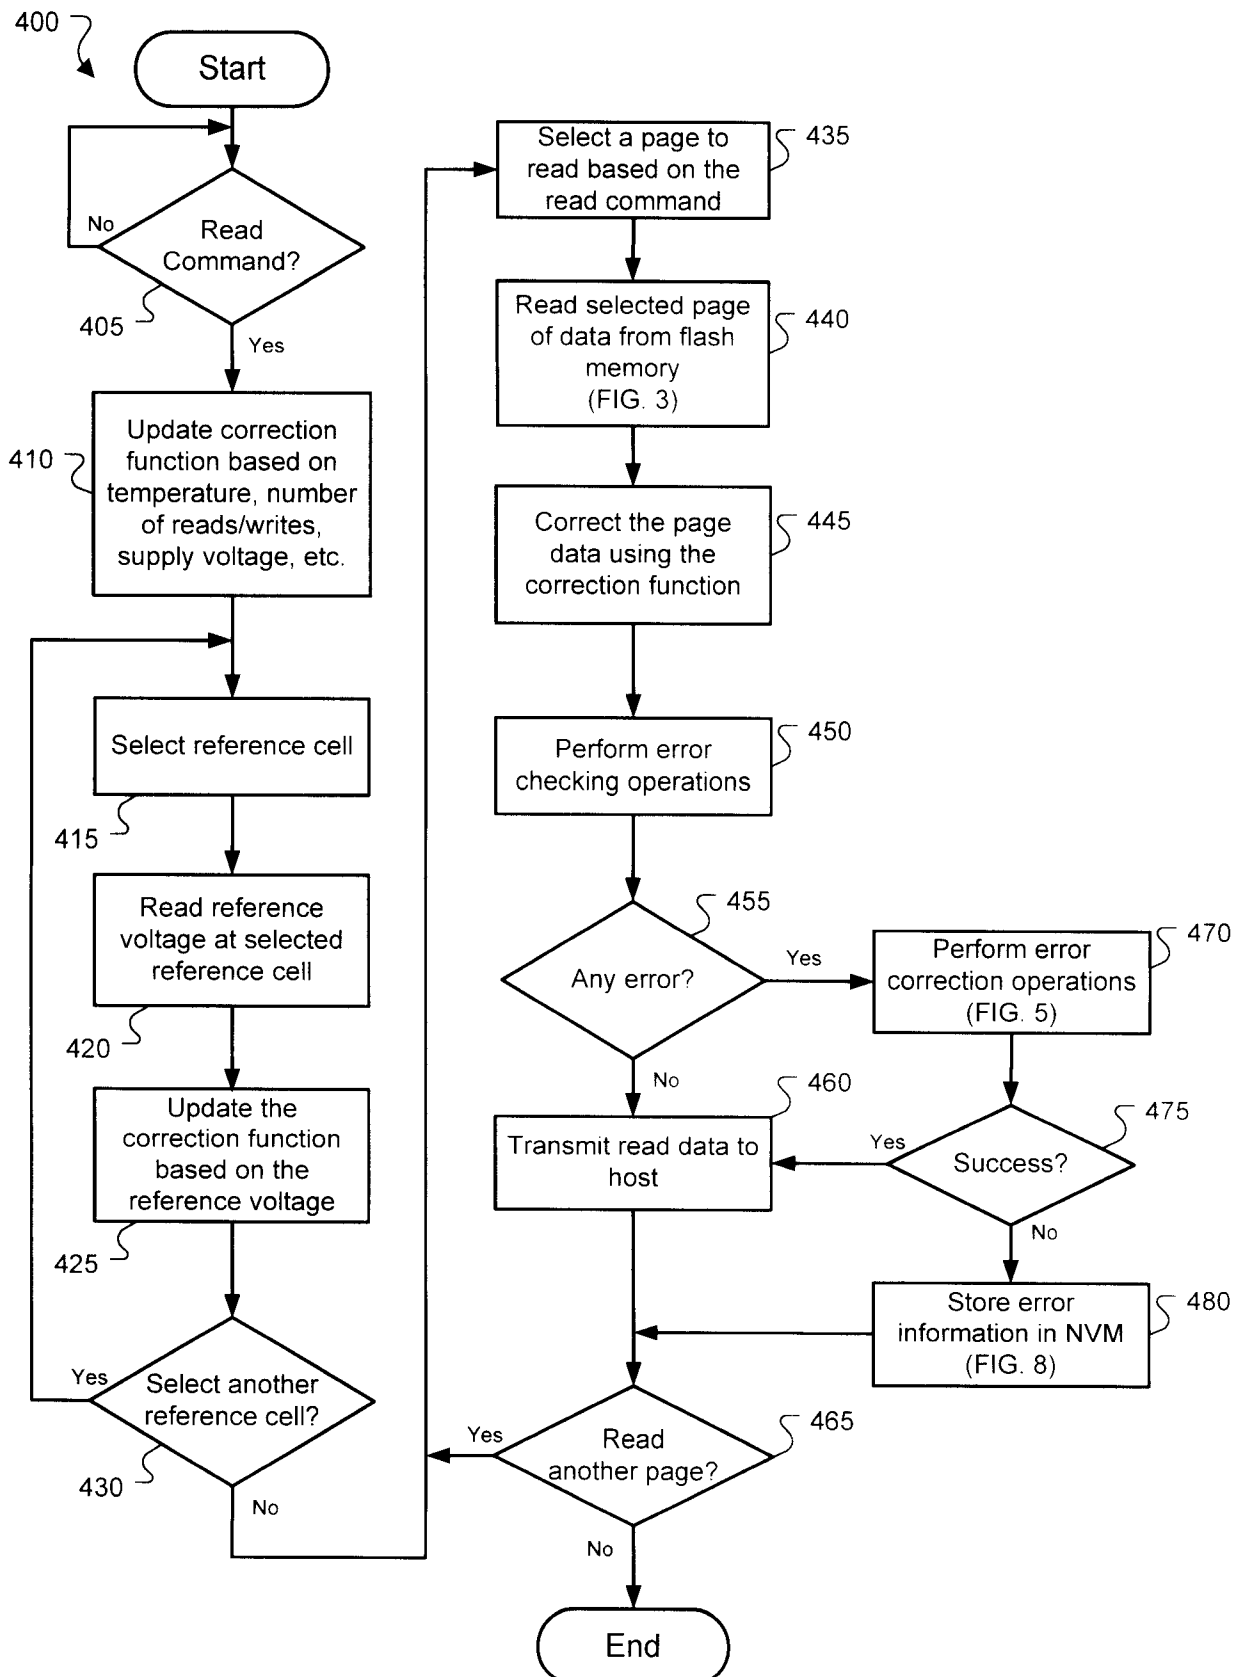 400
Start
No
Read
Command?
405
Yes
410
Update correction
function based on
temperature, number
of reads/writes,
supply voltage, etc.
Select reference cell
415
Read reference
voltage at selected
reference cell
420
Update the
correction function
based on the
reference voltage
425
Yes
Select another
reference cell?
430
No
Select a page to
read based on the
read command
435
Read selected page
of data from flash
memory
(FIG. 3)
440
Correct the page
data using the
correction function
445
Perform error
checking operations
450
455
Any error?
Yes
No
Perform error
correction operations
(FIG. 5)
470
460
Transmit read data to
host
Yes
Success?
475
No
Store error
information in NVM
(FIG. 8)
480
Yes
Read
another page?
465
No
End